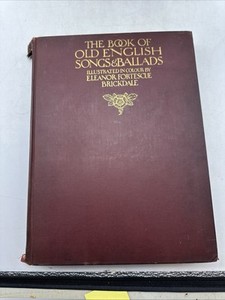 THE BOOK OF
OLD ENGLISH
SONGS & BALLADS
ILLUSTRATED IN COLOUR BY
ELEANOR FORTESCUE
BRICKDALE